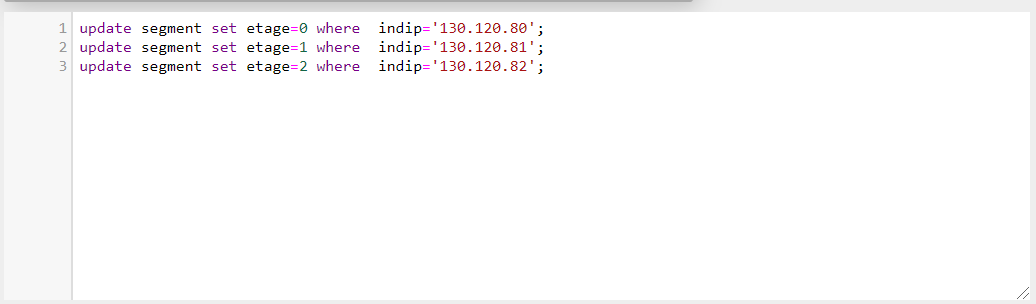 1 update segment set etage=0 where  indip='130.120.80';
2 update segment set etage=1 where  indip='130.120.81';
3 update segment set etage=2 where  indip='130.120.82';